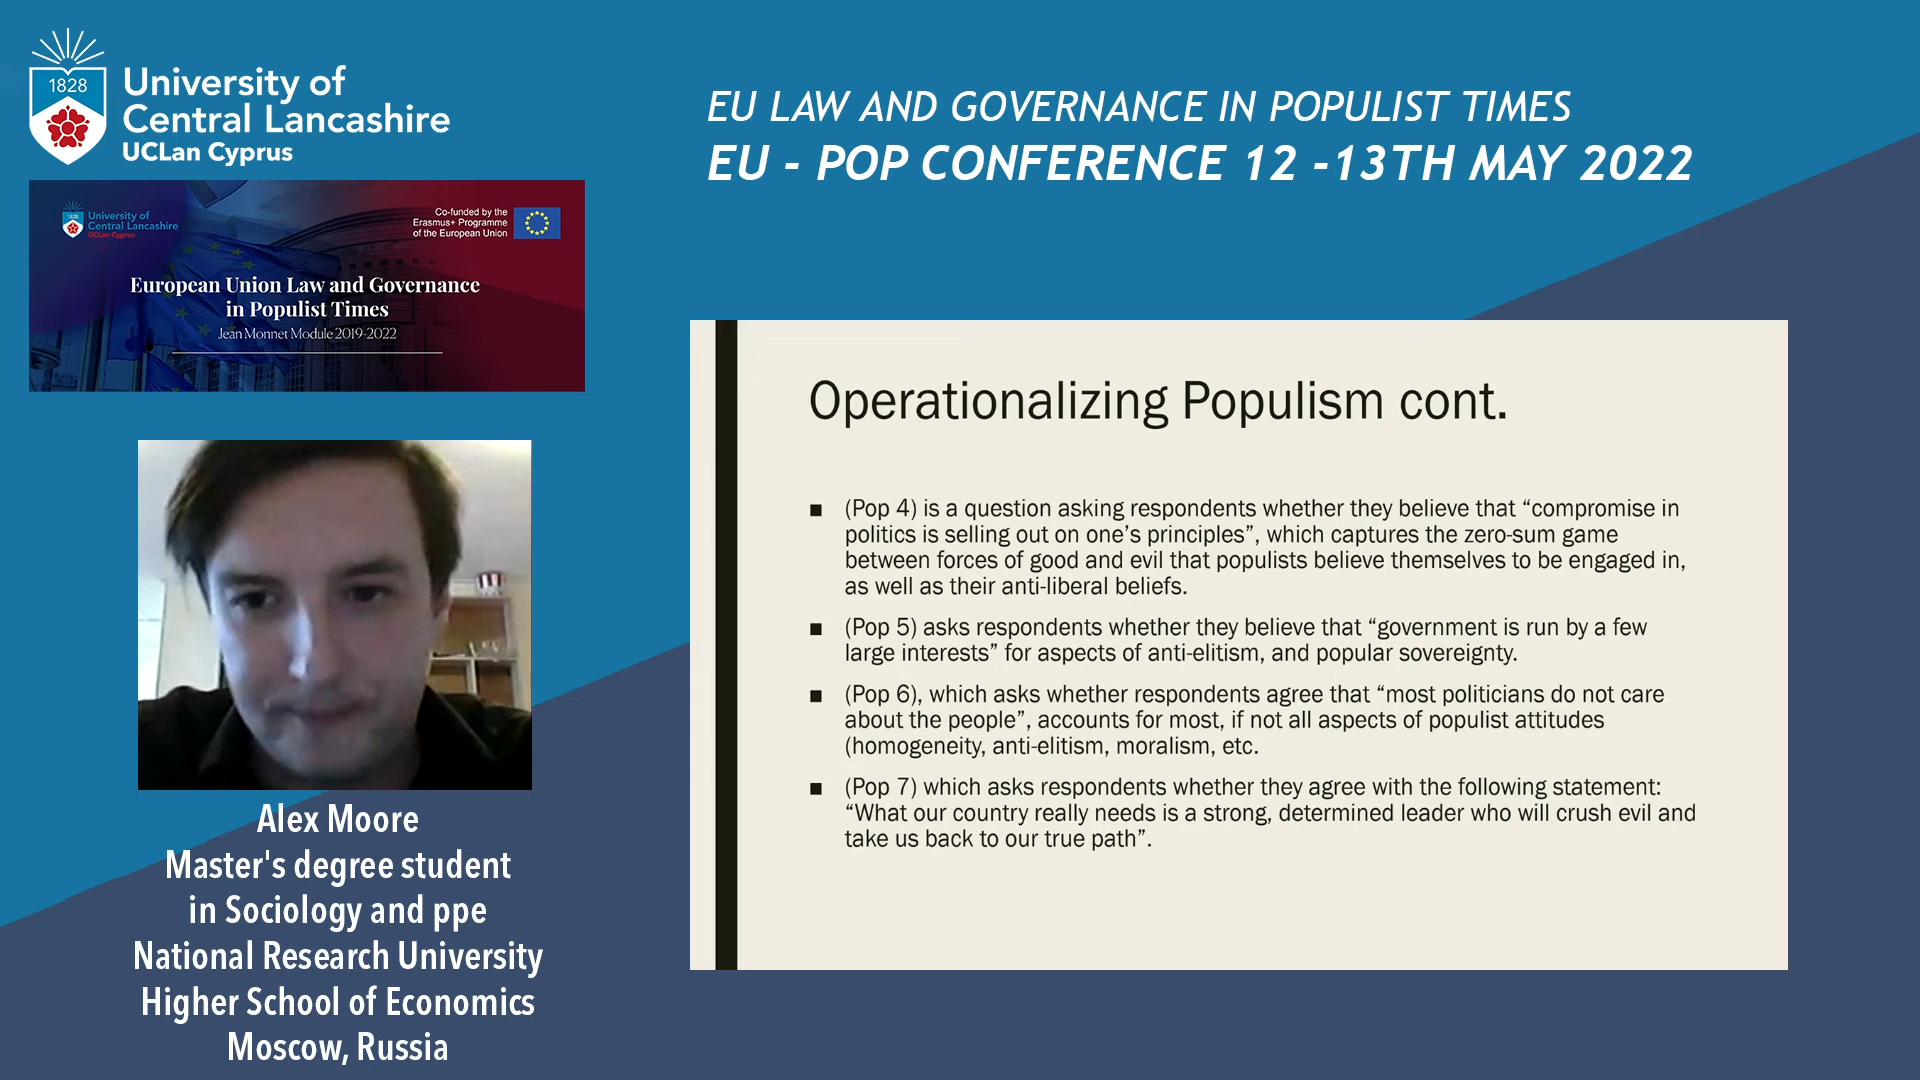 1828
University of
Central Lancashire
UCLan Cyprus
EU LAW AND GOVERNANCE IN POPULIST TIMES
EU - POP CONFERENCE 12 -13TH MAY 2022
1828
University of
Central Lancashire
UCLan Cyprus
Co-funded by the
Erasmus+ Programme
of the European Union
European Union Law and Governance
in Populist Times
Jean Monnet Module 2019-2022
Operationalizing Populism cont.
■ (Pop 4) is a question asking respondents whether they believe that “compromise in
politics is selling out on one’s principles”, which captures the zero-sum game
between forces of good and evil that populists believe themselves to be engaged in,
as well as their anti-liberal beliefs.
■ (Pop 5) asks respondents whether they believe that “government is run by a few
large interests” for aspects of anti-elitism, and popular sovereignty.
■ (Pop 6), which asks whether respondents agree that “most politicians do not care
about the people”, accounts for most, if not all aspects of populist attitudes
(homogeneity, anti-elitism, moralism, etc.
■ (Pop 7) which asks respondents whether they agree with the following statement:
“What our country really needs is a strong, determined leader who will crush evil and
take us back to our true path”.
Alex Moore
Master's degree student
in Sociology and ppe
National Research University
Higher School of Economics
Moscow, Russia